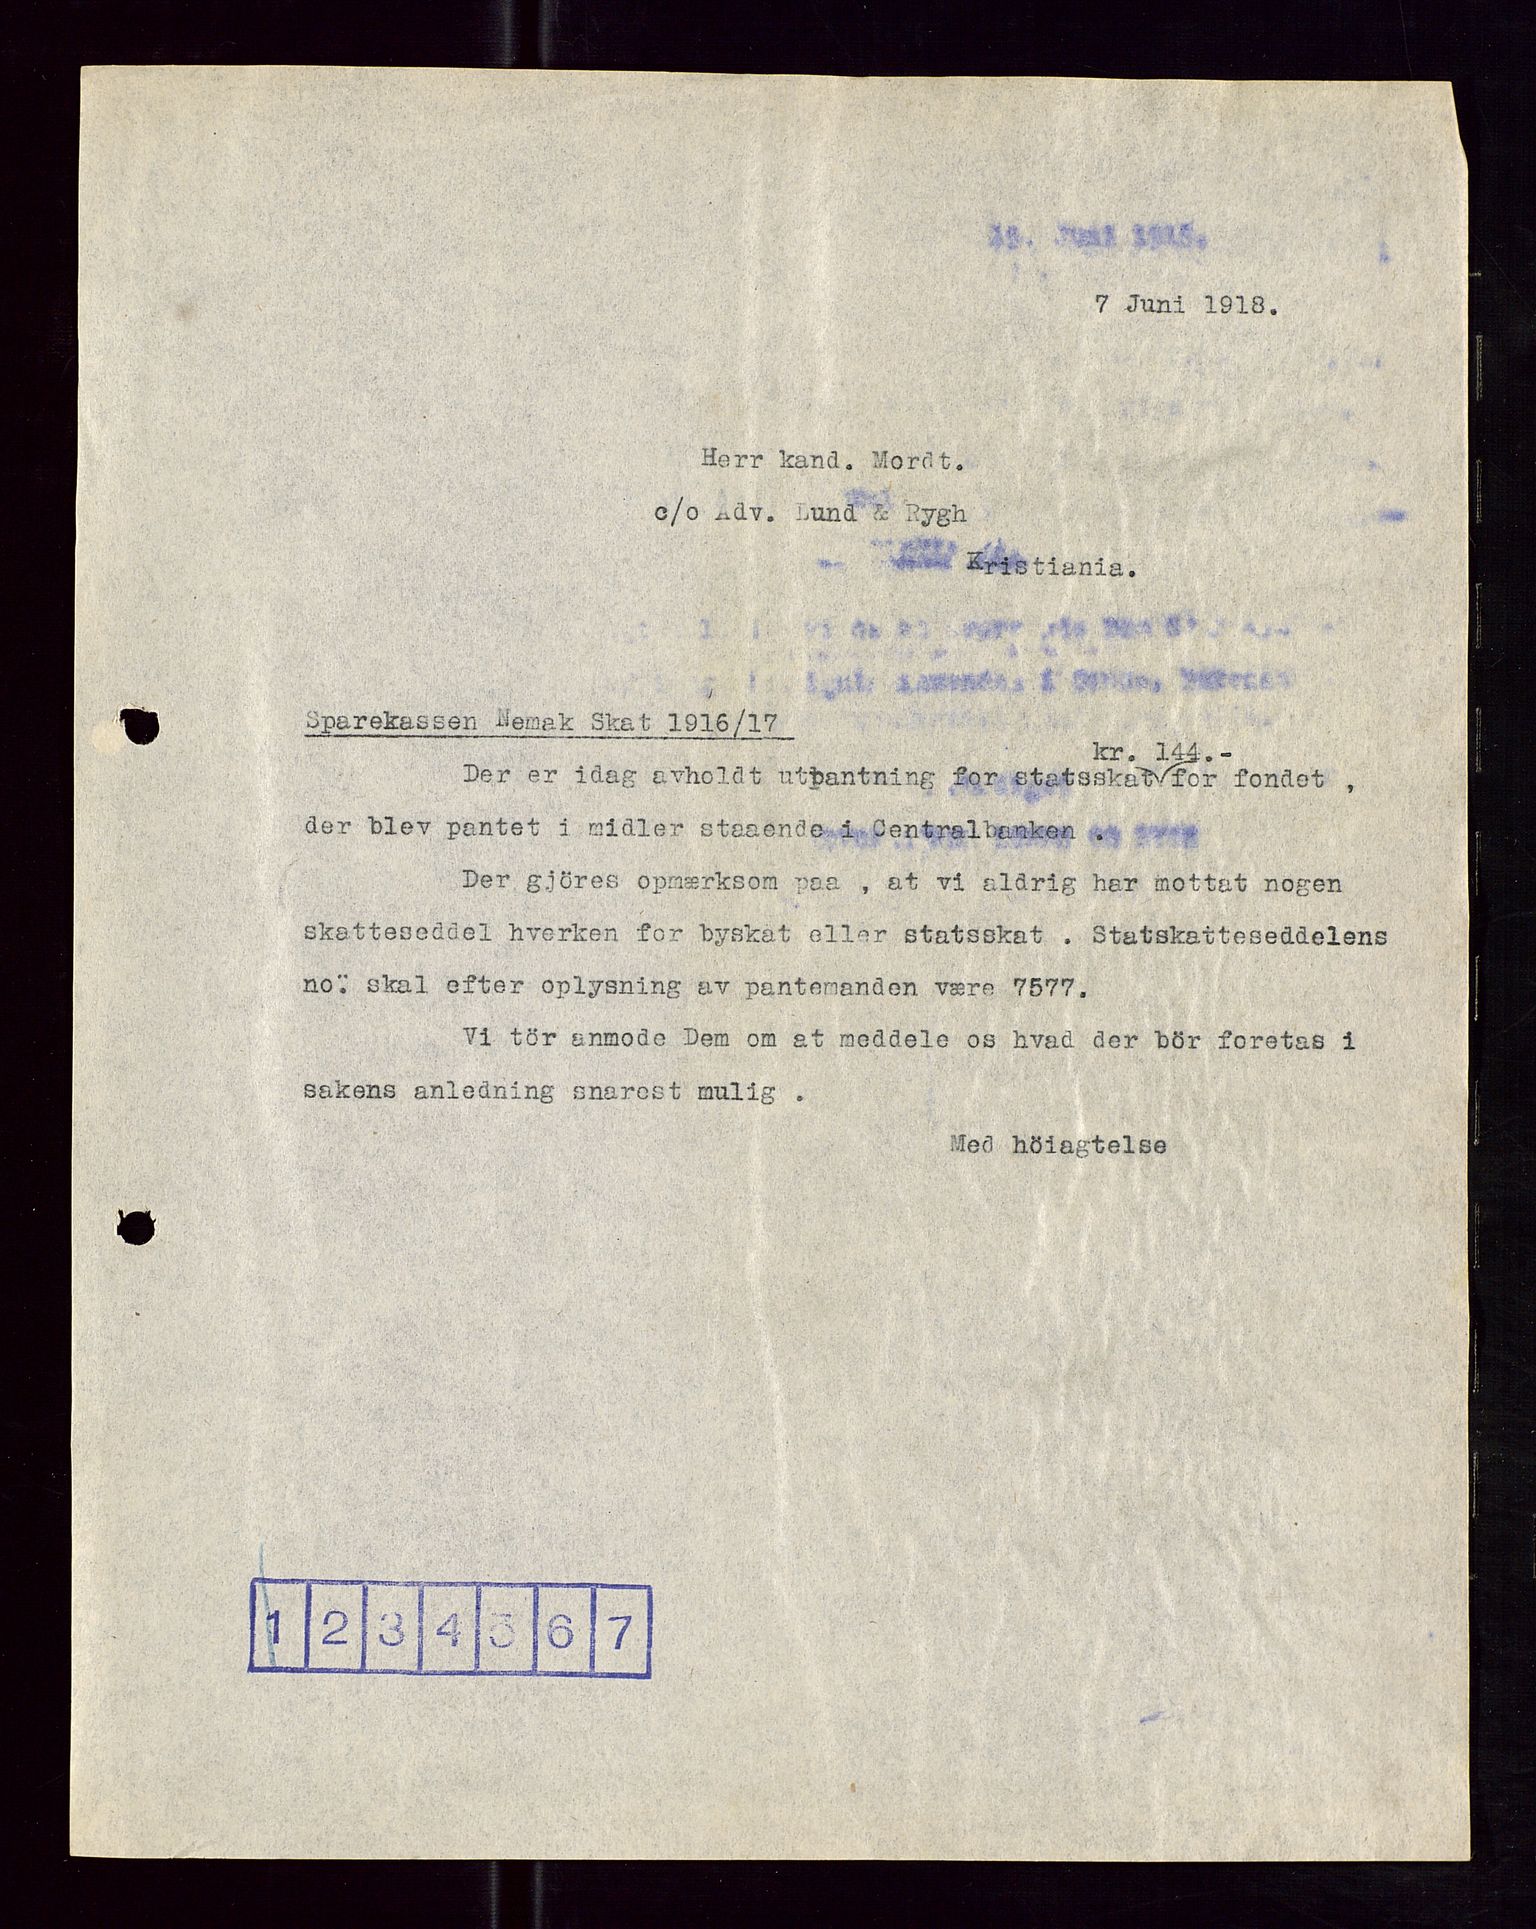 7 Juni 1918.
Herr kand. Mordt.
c/o Adv. Lund & Rygh
Kristiania.
Sparekassen Nemak Skat 1916/17
kr. 144.-
Der er idag avholdt utpantning for statsskat for fondet ,
der blev pantet i midler staaende i Centralbanken .
Der gjöres opmærksom paa , at vi aldrig har mottat nogen
skatteseddel hverken for byskat eller statsskat . Statskatteseddelens
no: skal efter oplysning av pantemanden være 7577.
Vi tör anmode Dem om at meddele os hvad der bör foretas i
sakens anledning snarest mulig .
Med höiagtelse
1 2 3 4 5 6 7